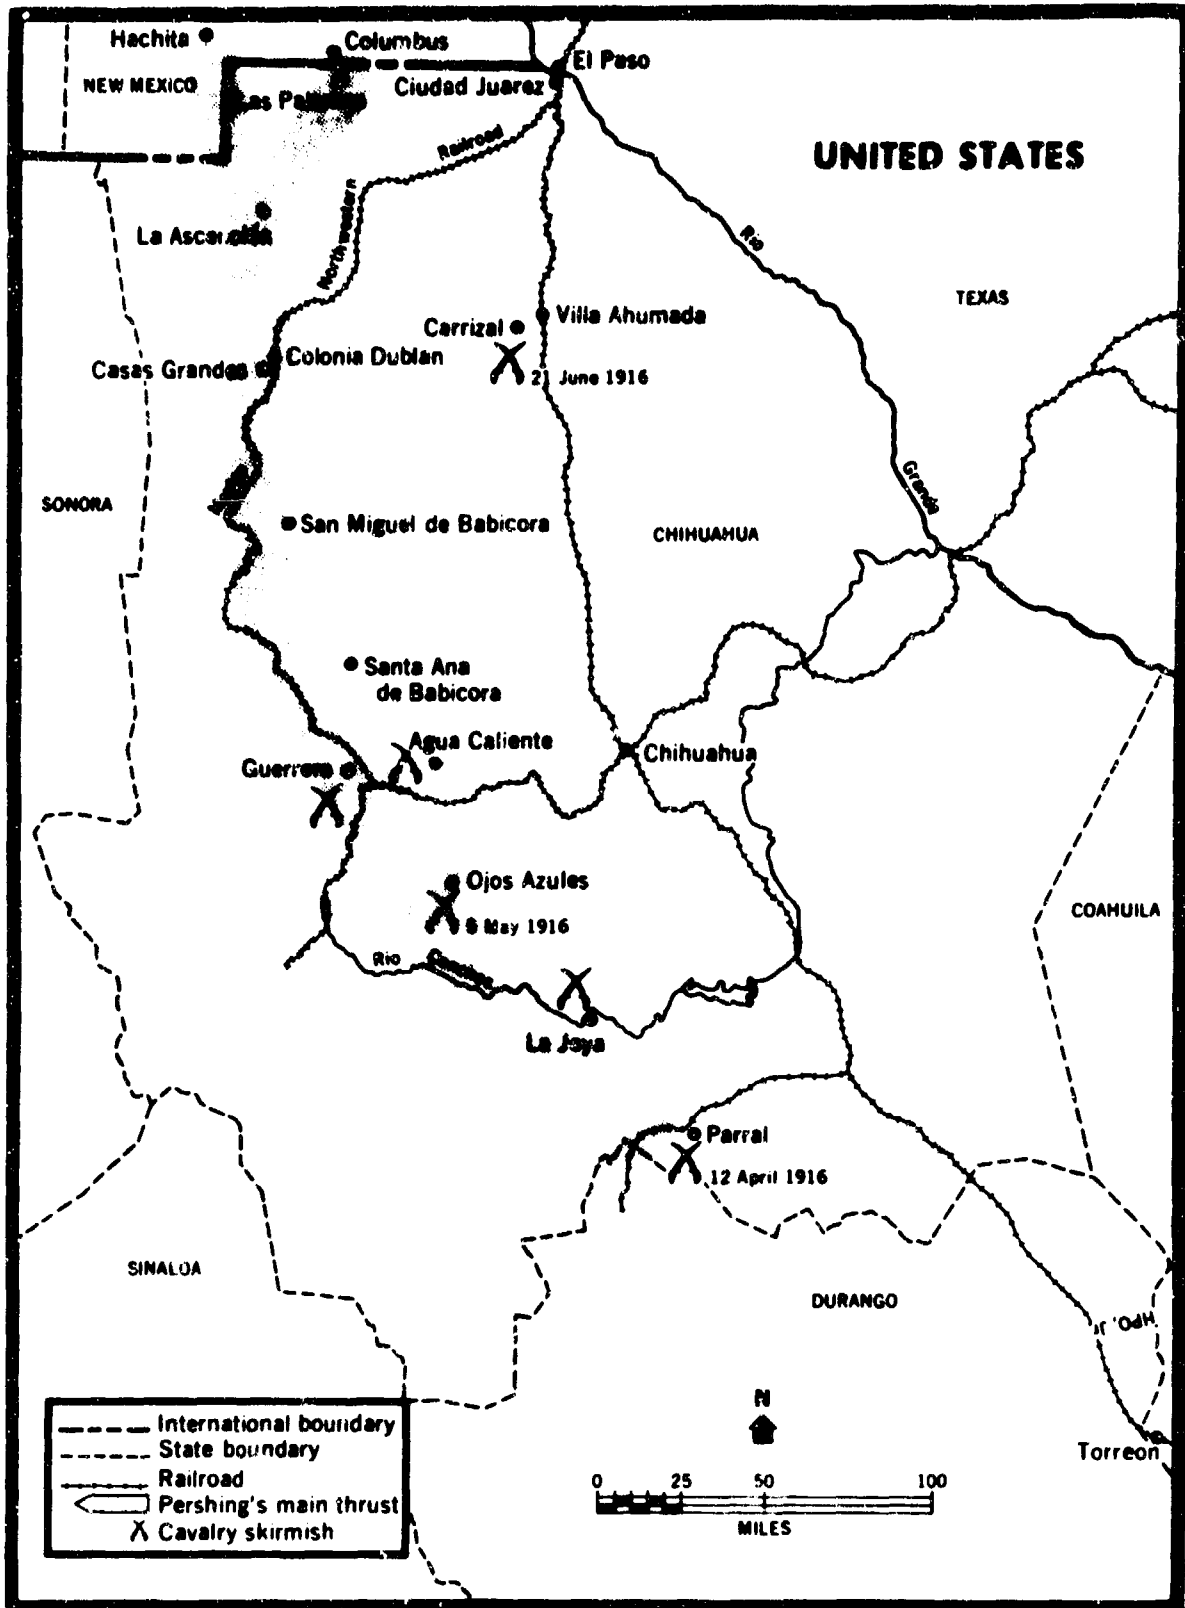 Hachita
Columbus
El Paso
NEW MEXICO
Ciudad Juarez
Las
Railroad
UNITED STATES
Northwestern
La
Rio
TEXAS
Carrizal
Villa Ahumada
Casas Grandes
Colonia Dublan
21 June 1916
Grande
SONORA
San Miguel de Babicora
CHIHUAHUA
Santa Ana
de Babicora
Agua Caliente
Chihuahua
Guerrero
Ojos Azules
May 1916
COAHUILA
Rio
La Joya
Parral
12 April 1916
SINALOA
DURANGO
International boundary
State boundary
Railroad
Pershing's main thrust
Cavalry skirmish
N
0 25 50 100
MILES
Torreon